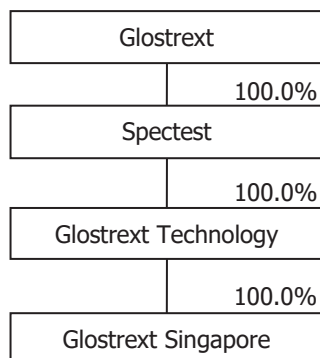 Glostrext
100.0%
Spectest
100.0%
Glostrext Technology
100.0%
Glostrext Singapore